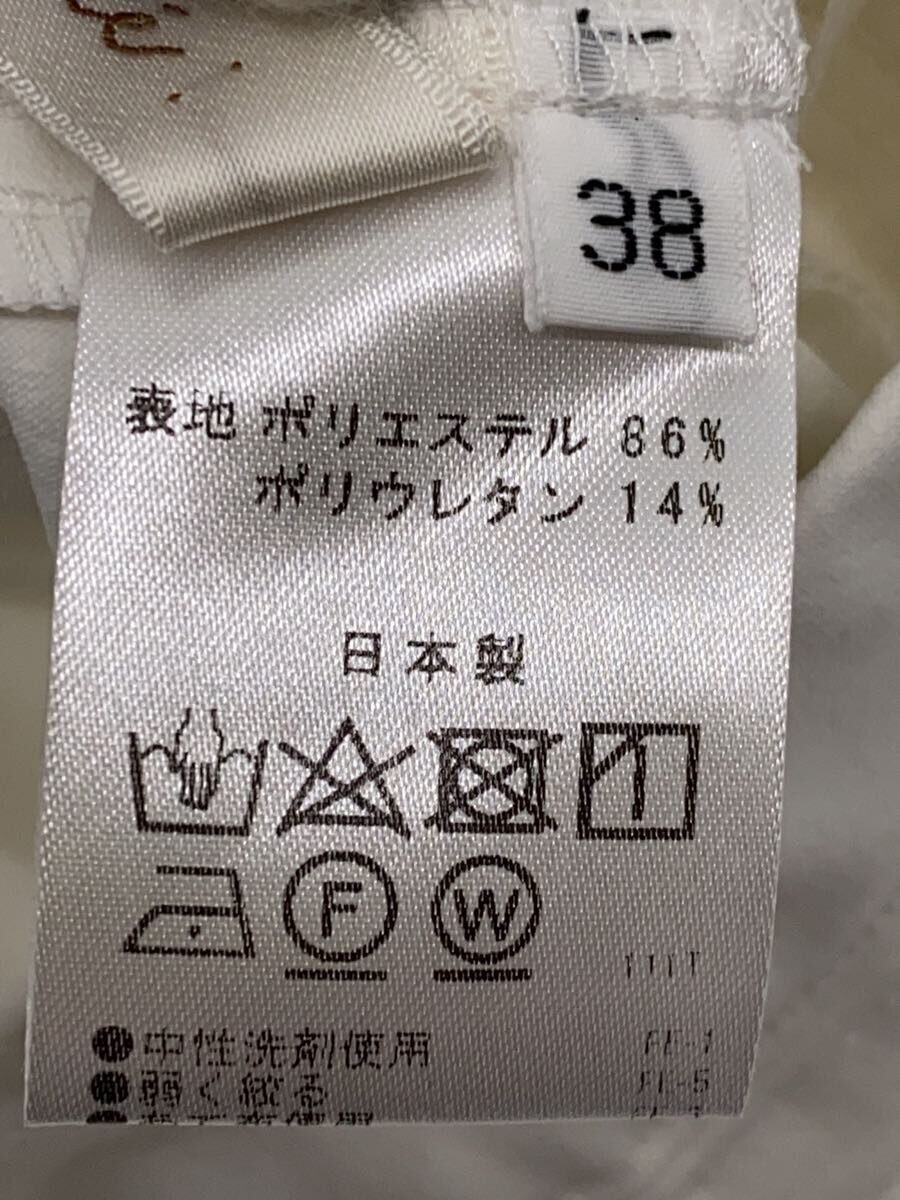 38
表地 ポリエステル 86%
ポリウレタン 14%
日本製
F W
●中性洗剤使用
●弱く絞る